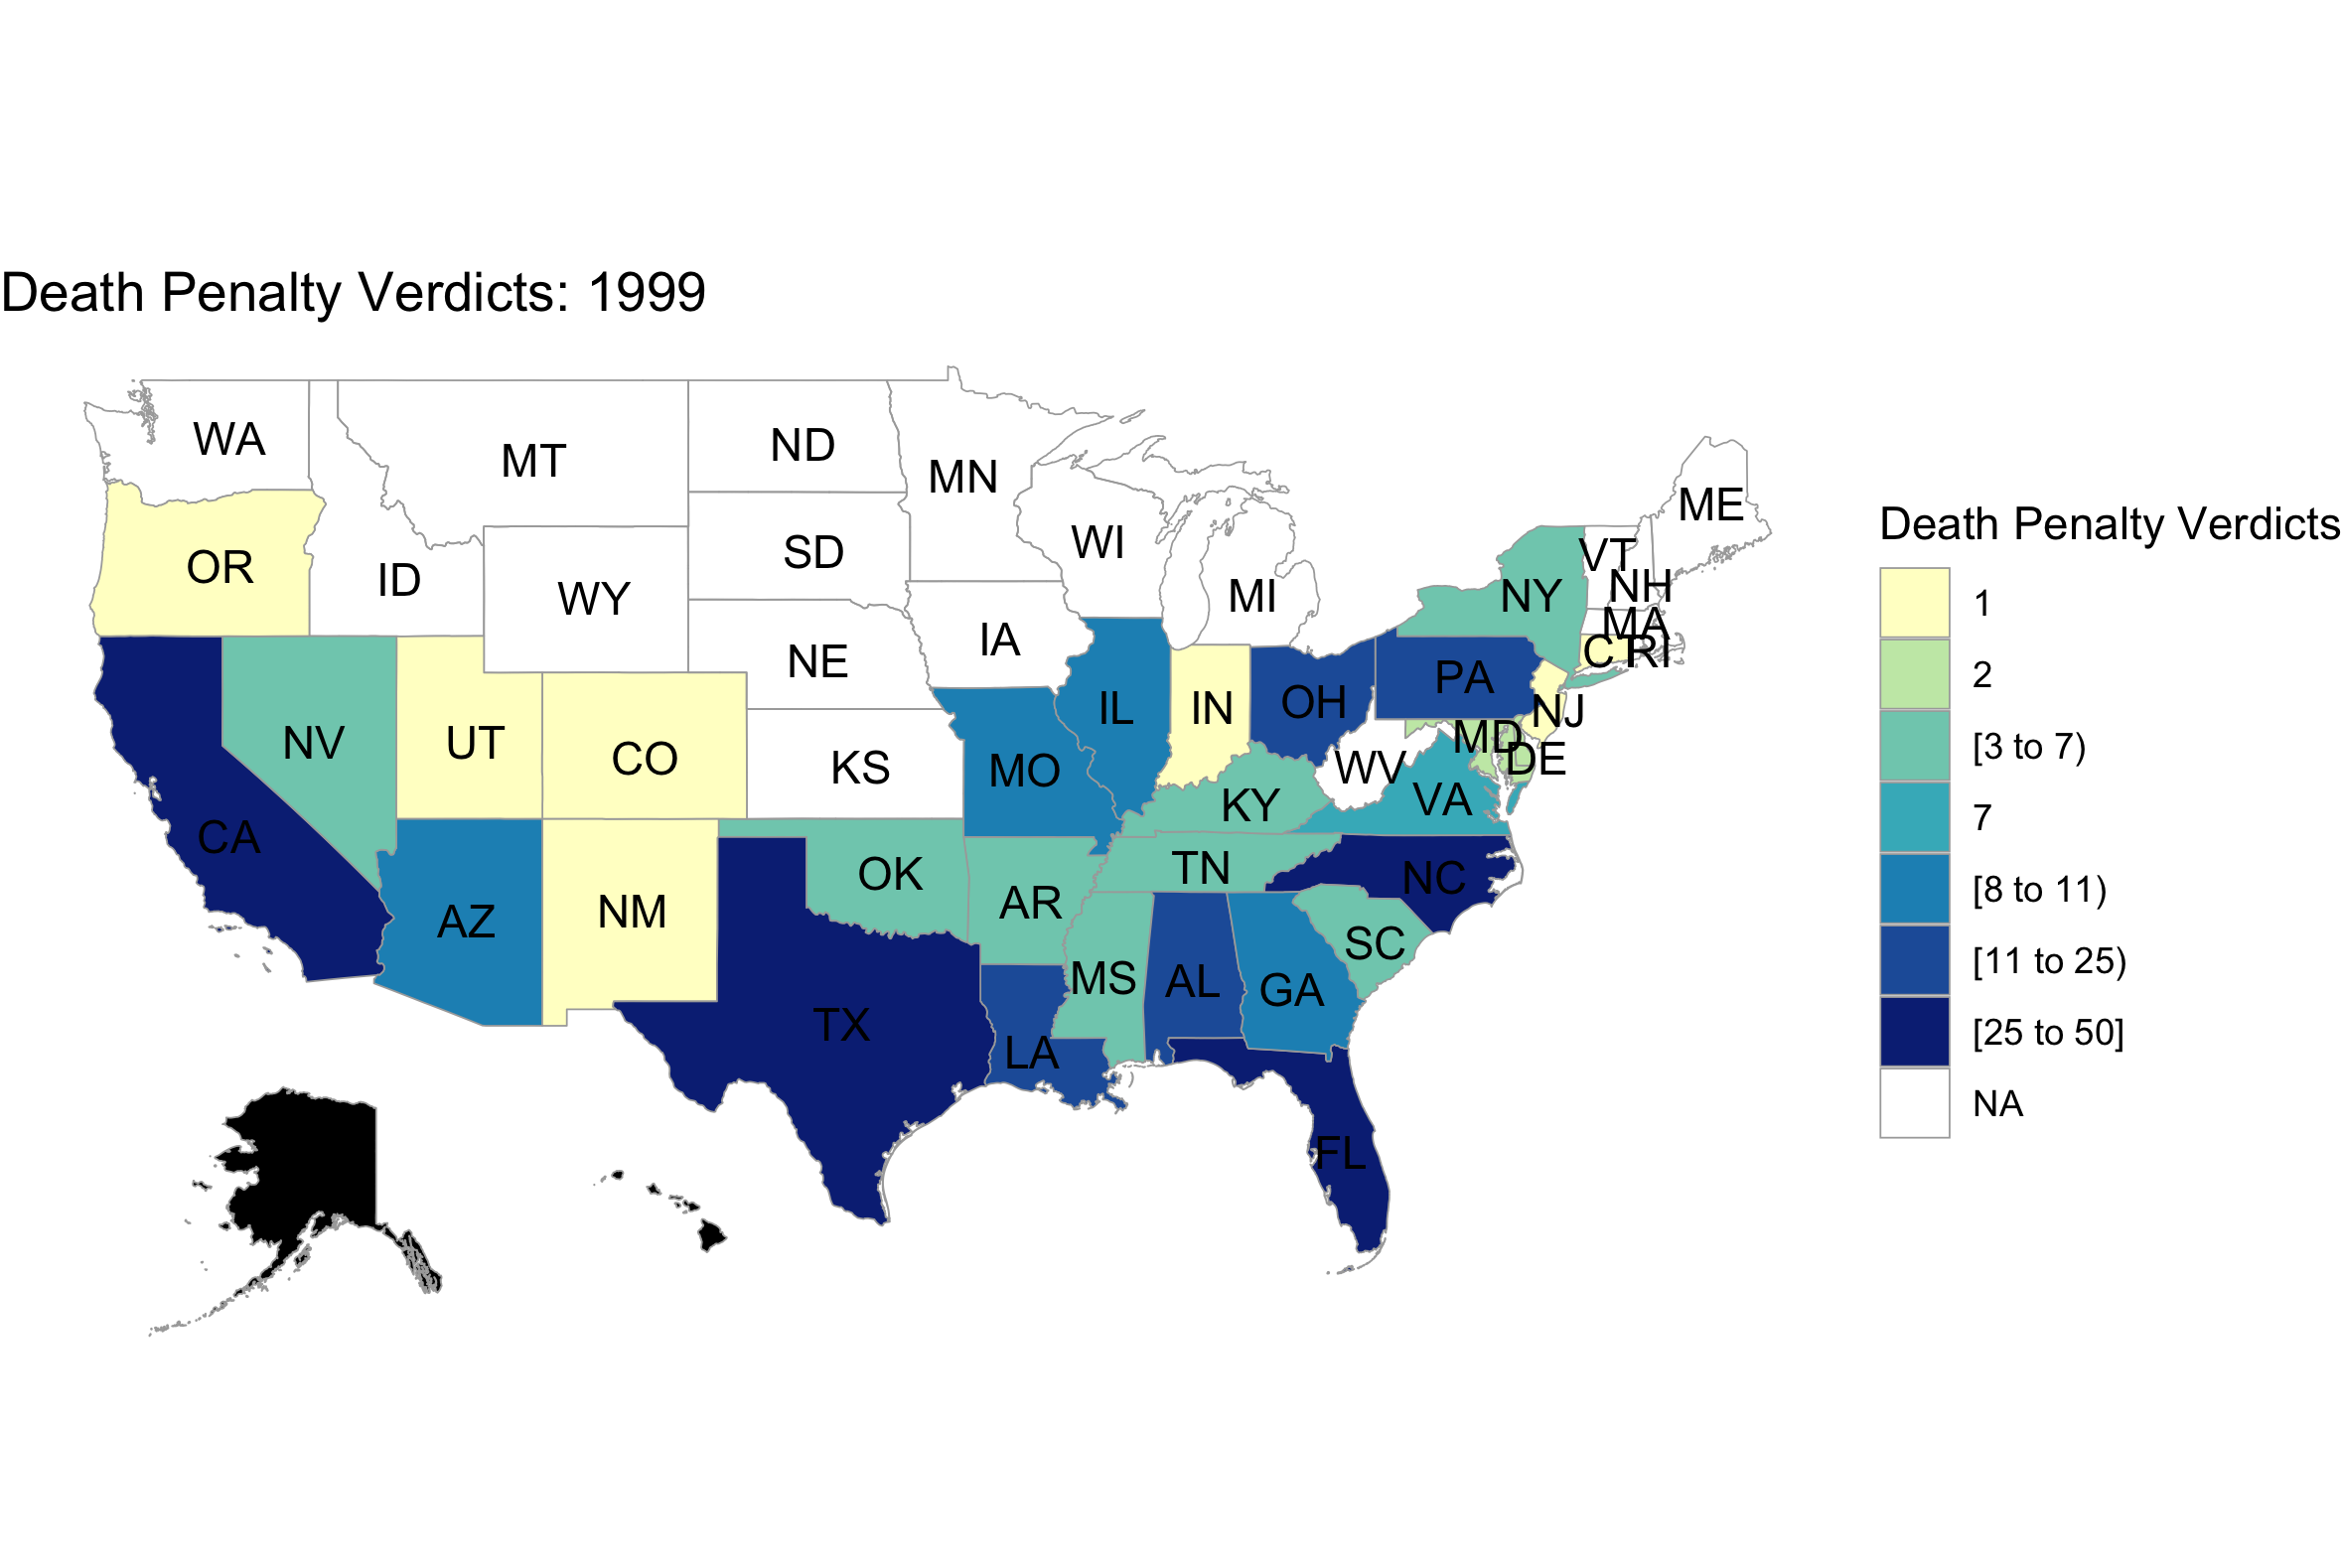 Death Penalty Verdicts: 1999
WA
MT
ND
MN
ME
OR
ID
WY
SD
WI
MI
NY
VT
NH
MA
CT
RI
NE
IA
PA
NV
UT
CO
KS
MO
IL
IN
OH
NJ
MD
DE
WV
VA
KY
CA
AZ
NM
OK
AR
TN
NC
SC
MS
AL
GA
TX
LA
FL
Death Penalty Verdicts
1
2
[3 to 7)
7
[8 to 11)
[11 to 25)
[25 to 50]
NA